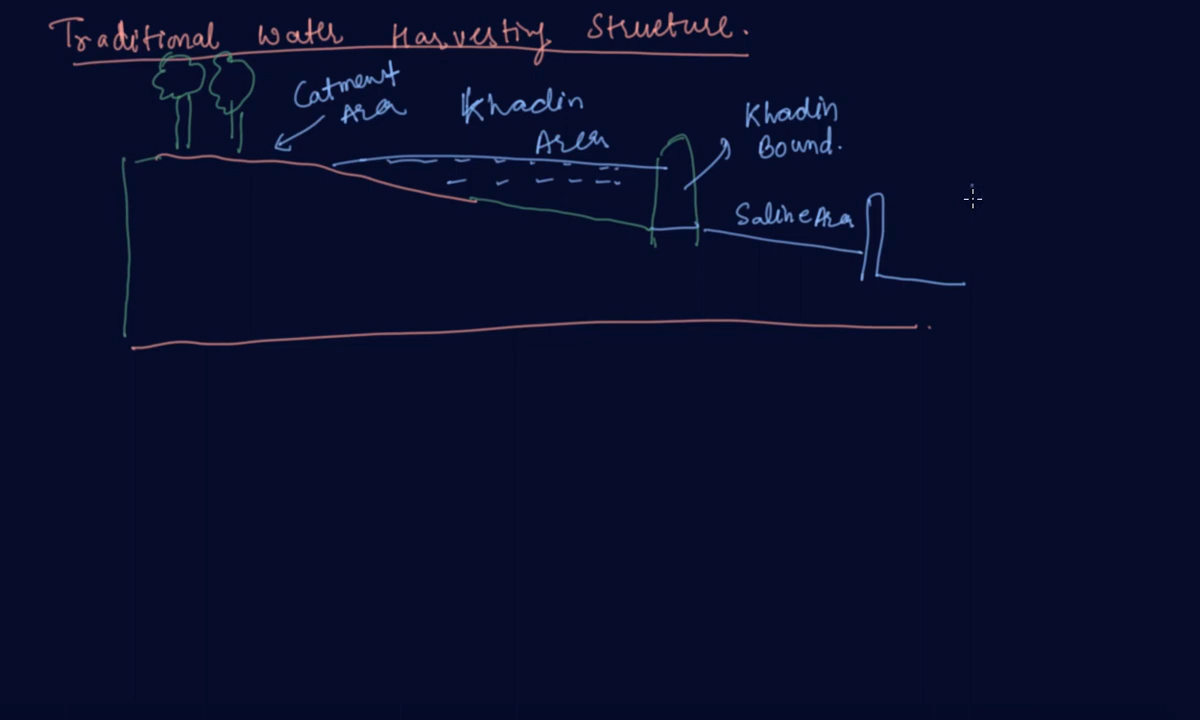 Traditional Water Harvesting Structure.
Catment
Area
Khadin
Area
Khadin
Bound.
Saline Area